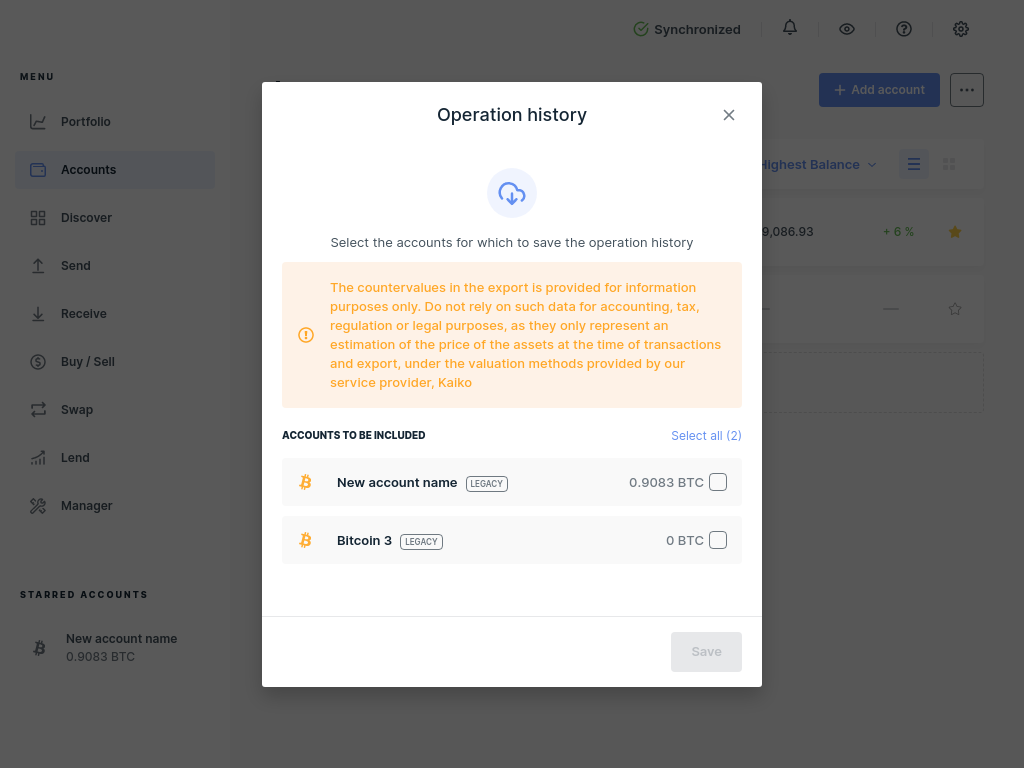 Synchronized
MENU
Portfolio
Accounts
Discover
Send
Receive
Buy / Sell
Swap
Lend
Manager
STARRED ACCOUNTS
New account name
0.9083 BTC
+ Add account
Highest Balance
9,086.93
+ 6 %
—
—
Operation history
Select the accounts for which to save the operation history
The countervalues in the export is provided for information
purposes only. Do not rely on such data for accounting, tax,
regulation or legal purposes, as they only represent an
estimation of the price of the assets at the time of transactions
and export, under the valuation methods provided by our
service provider, Kaiko
ACCOUNTS TO BE INCLUDED
Select all (2)
New account name LEGACY 0.9083 BTC
Bitcoin 3 LEGACY 0 BTC
Save